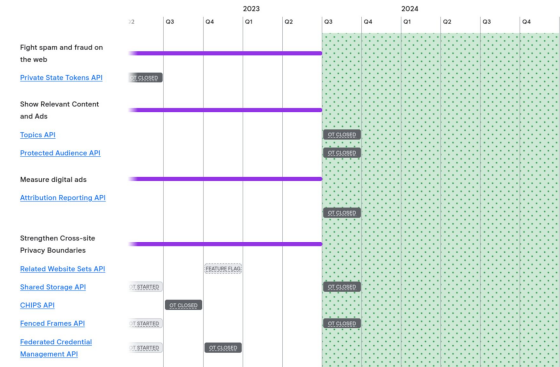 2023 2024
Q3 Q4 Q1 Q2 Q3 Q4 Q1 Q2 Q3 Q4
Fight spam and fraud on
the web
Private State Tokens API OT CLOSED
Show Relevant Content
and Ads
Topics API OT CLOSED
Protected Audience API OT CLOSED
Measure digital ads
Attribution Reporting API
OT CLOSED
Strengthen Cross-site
Privacy Boundaries
Related Website Sets API FEATURE FLAG
Shared Storage API OT STARTED OT CLOSED
CHIPS API OT CLOSED
Fenced Frames API OT STARTED OT CLOSED
Federated Credential
Management API OT STARTED OT CLOSED